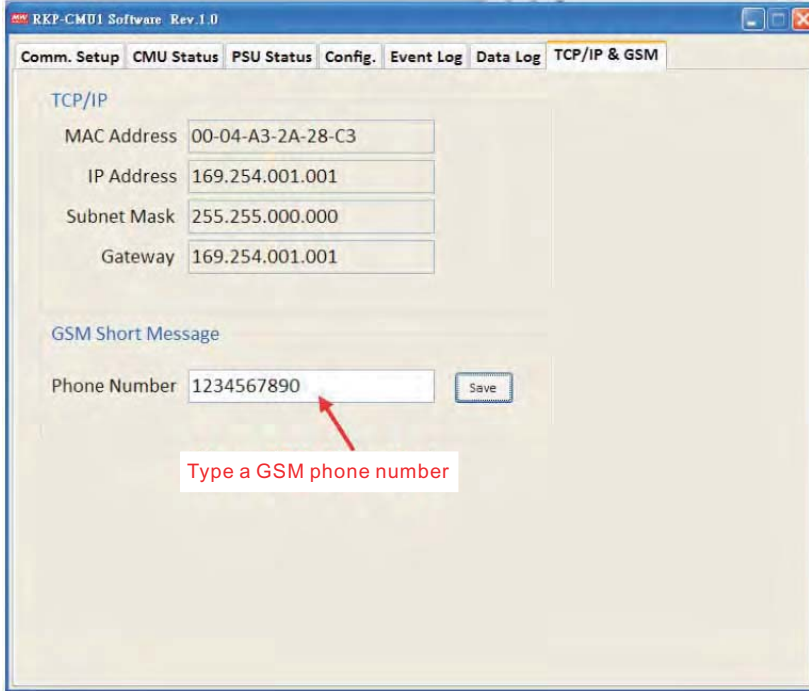 MW RKP-CMU1 Software Rev.1.0
Comm. Setup CMU Status PSU Status Config. Event Log Data Log TCP/IP & GSM
TCP/IP
MAC Address 00-04-A3-2A-28-C3
IP Address 169.254.001.001
Subnet Mask 255.255.000.000
Gateway 169.254.001.001
GSM Short Message
Phone Number 1234567890 Save
Type a GSM phone number